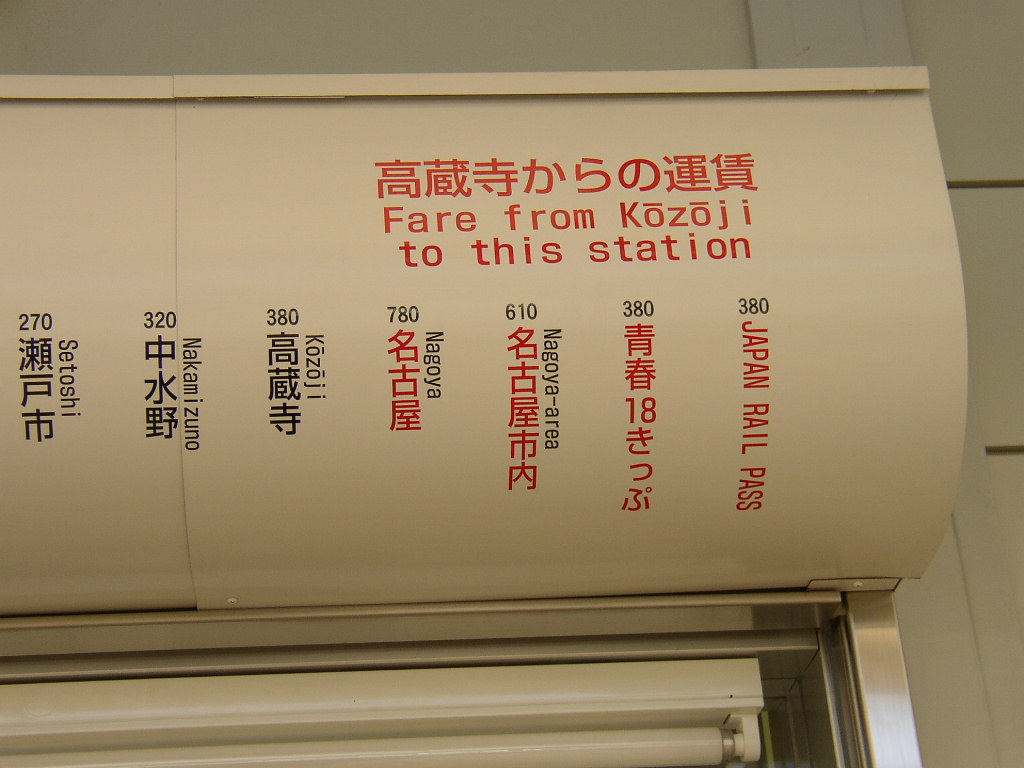 高蔵寺からの運賃
Fare from Kōzōji
to this station
270
瀬戸市
Setoshi
320
中水野
Nakamizuno
380
高蔵寺
Kōzōji
780
名古屋
Nagoya
610
名古屋市内
Nagoya-area
380
青春18きっぷ
380
JAPAN RAIL PASS